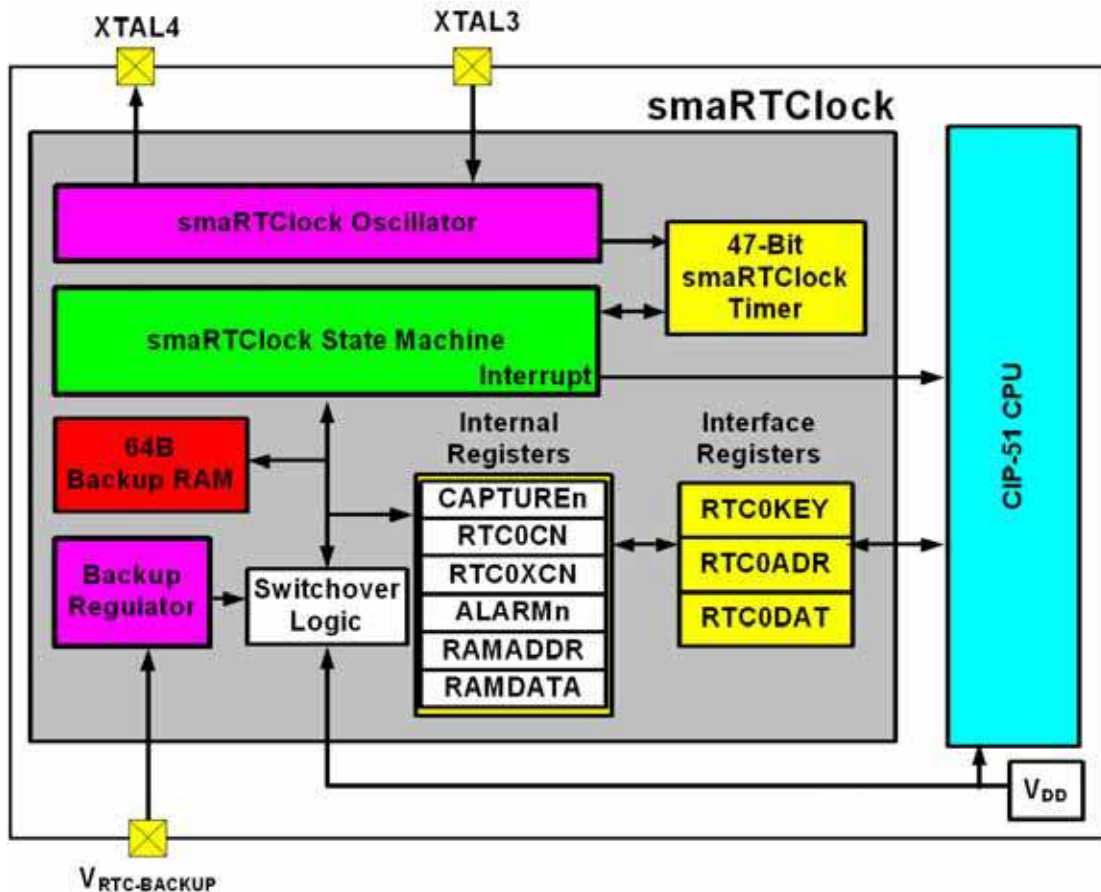 XTAL4
XTAL3
smaRTClock
smaRTClock Oscillator
47-Bit
smaRTClock
Timer
smaRTClock State Machine
Interrupt
CIP-51 CPU
64B
Backup RAM
Internal
Registers
Interface
Registers
CAPTUREn
RTC0CN
RTC0XCN
ALARMn
RAMADDR
RAMDATA
RTC0KEY
RTC0ADR
RTC0DAT
Backup
Regulator
Switchover
Logic
VDD
VRTC-BACKUP